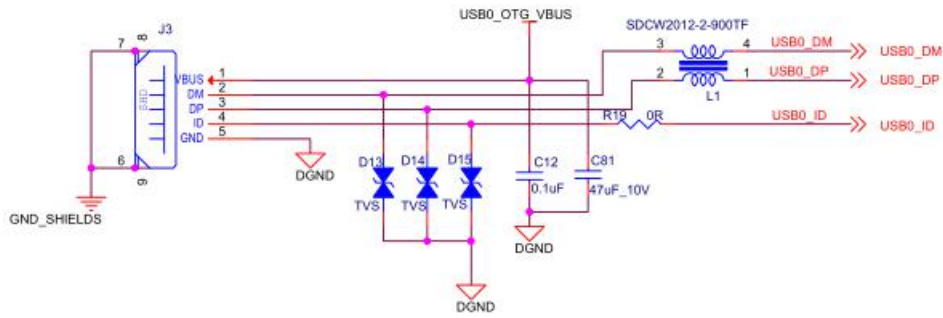 USB0_OTG_VBUS
SDCW2012-2-900TF
J3
8
7
3
4
USB0_DM
USB0_DM
VBUS
1
2
1
USB0_DP
USB0_DP
DM
2
L1
SHD
DP
3
ID
4
R19
0R
USB0_ID
USB0_ID
GND
5
6
9
DGND
D13
D14
D15
C12
C81
0.1uF
47uF_10V
TVS
TVS
TVS
GND_SHIELDS
DGND
DGND